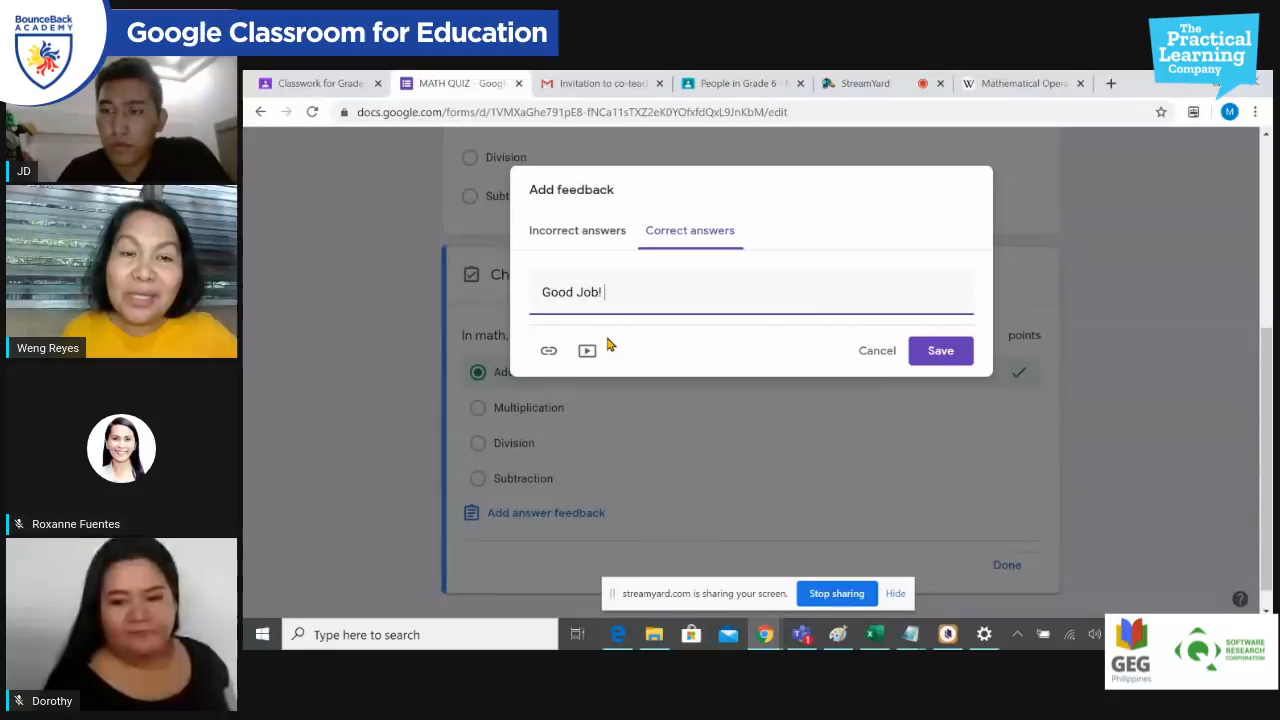 BounceBack
ACADEMY
Google Classroom for Education
The
Practical
Learning
Company
Classwork for Grade
MATH QUIZ - Googl
Invitation to co-teac
People in Grade 6 - F
StreamYard
Mathematical Opera
docs.google.com/forms/d/1VMXaGhe791pE8-fNCa11sTXZ2eK0YOfxfdQxL9JnKbM/edit
M
JD
Weng Reyes
Roxanne Fuentes
Dorothy
Division
Subt
Add feedback
Incorrect answers
Correct answers
Good Job!
Cancel
Save
Ch
In math,
points
Add
Multiplication
Division
Subtraction
Add answer feedback
Done
streamyard.com is sharing your screen.
Stop sharing
Hide
Type here to search
GEG
Philippines
SOFTWARE
RESEARCH
CORPORATION